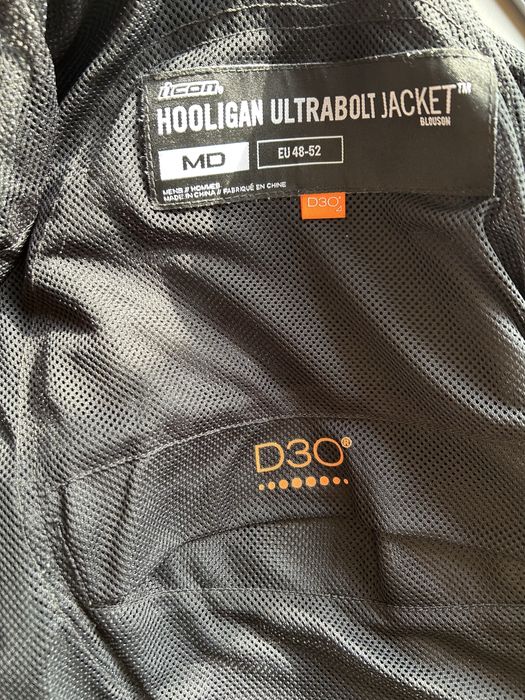 icon®
HOOLIGAN ULTRABOLT JACKET™
BLOUSON
MD
EU 48-52
MENS // HOMMES
MADE IN CHINA // FABRIQUÉ EN CHINE
D3O®
D3O®